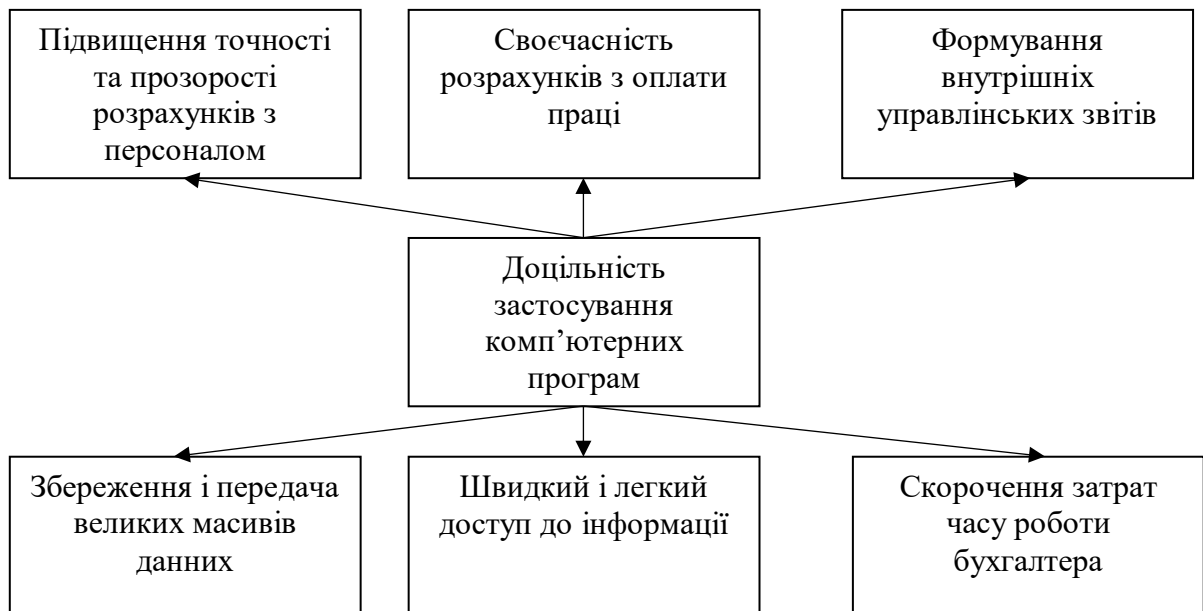 Підвищення точності
та прозорості
розрахунків з
персоналом
Своєчасність
розрахунків з оплати
праці
Формування
внутрішніх
управлінських звітів
Доцільність
застосування
комп’ютерних
програм
Збереження і передача
великих масивів
данних
Швидкий і легкий
доступ до інформації
Скорочення затрат
часу роботи
бухгалтера